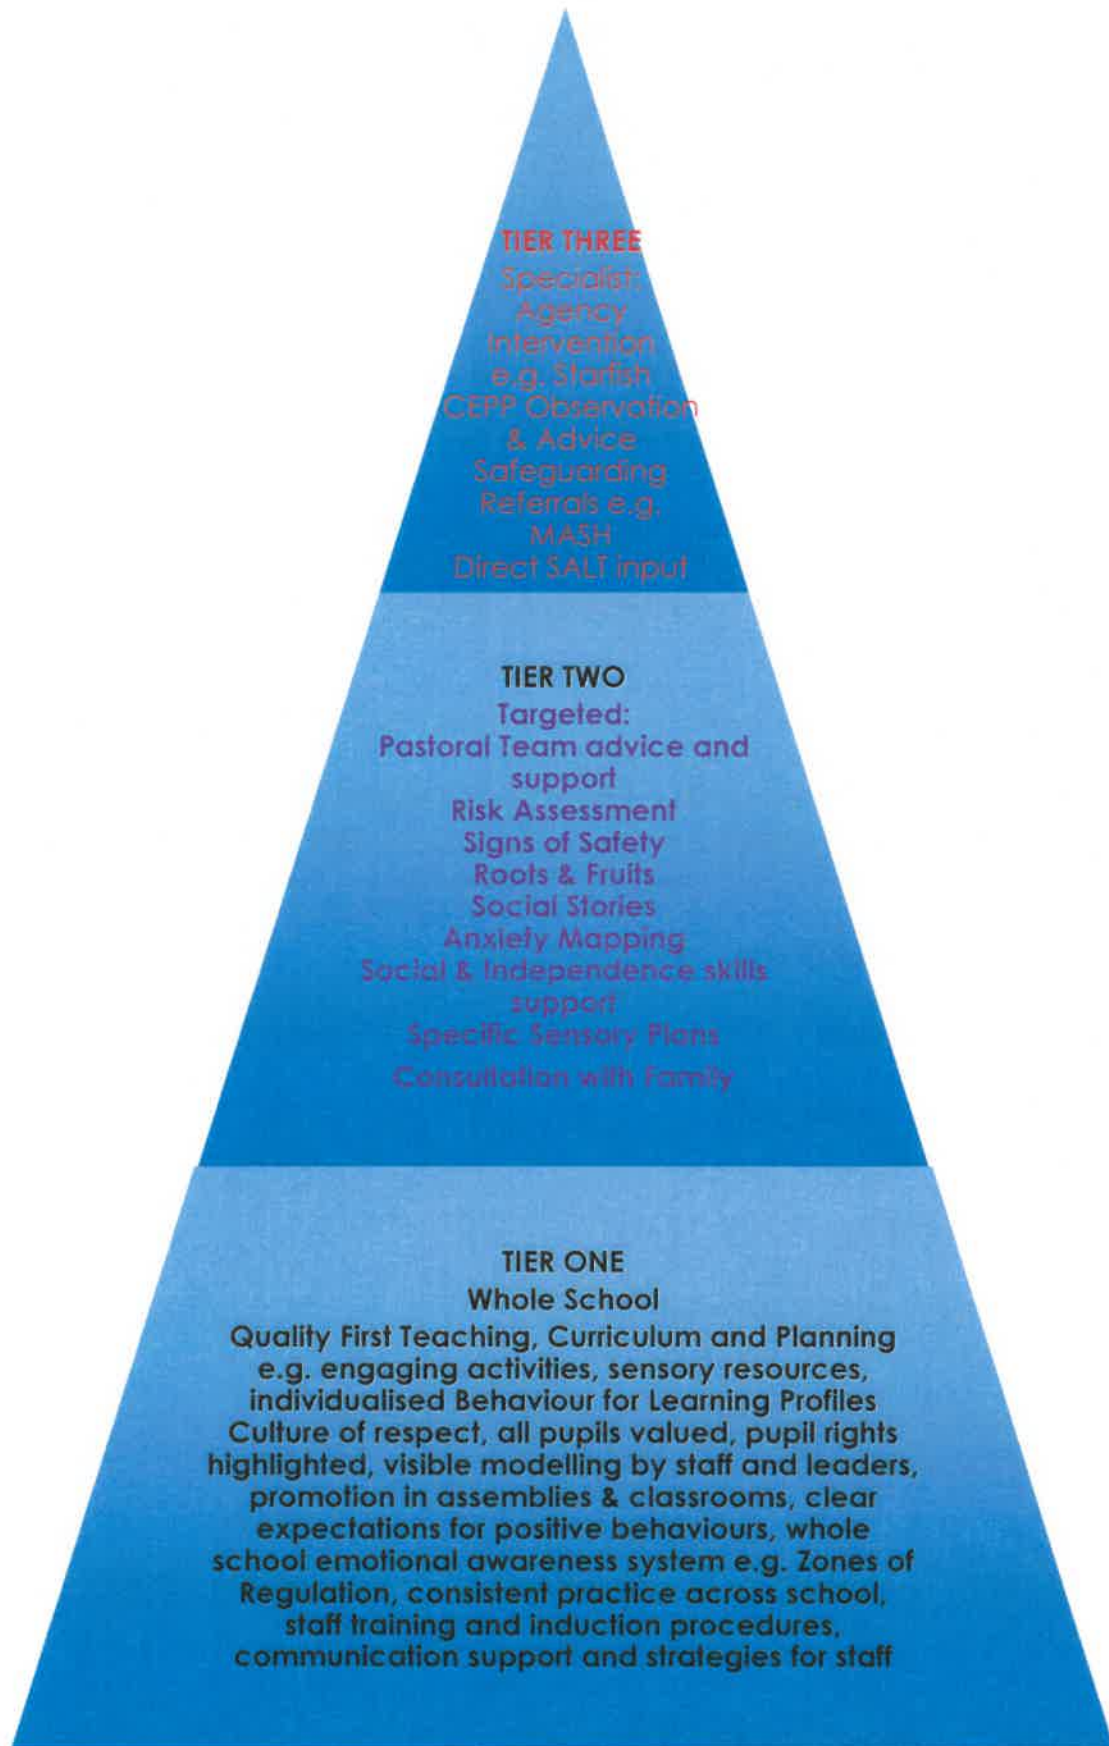 TIER THREE
Specialist:
Agency
Intervention
e.g. Starfish
CEPP Observation
& Advice
Safeguarding
Referrals e.g.
MASH
Direct SALT input
TIER TWO
Targeted:
Pastoral Team advice and
support
Risk Assessment
Signs of Safety
Roots & Fruits
Social Stories
Anxiety Mapping
Social & Independence skills
support
Specific Sensory Plans
Consultation with Family
TIER ONE
Whole School
Quality First Teaching, Curriculum and Planning
e.g. engaging activities, sensory resources,
individualised Behaviour for Learning Profiles
Culture of respect, all pupils valued, pupil rights
highlighted, visible modelling by staff and leaders,
promotion in assemblies & classrooms, clear
expectations for positive behaviours, whole
school emotional awareness system e.g. Zones of
Regulation, consistent practice across school,
staff training and induction procedures,
communication support and strategies for staff